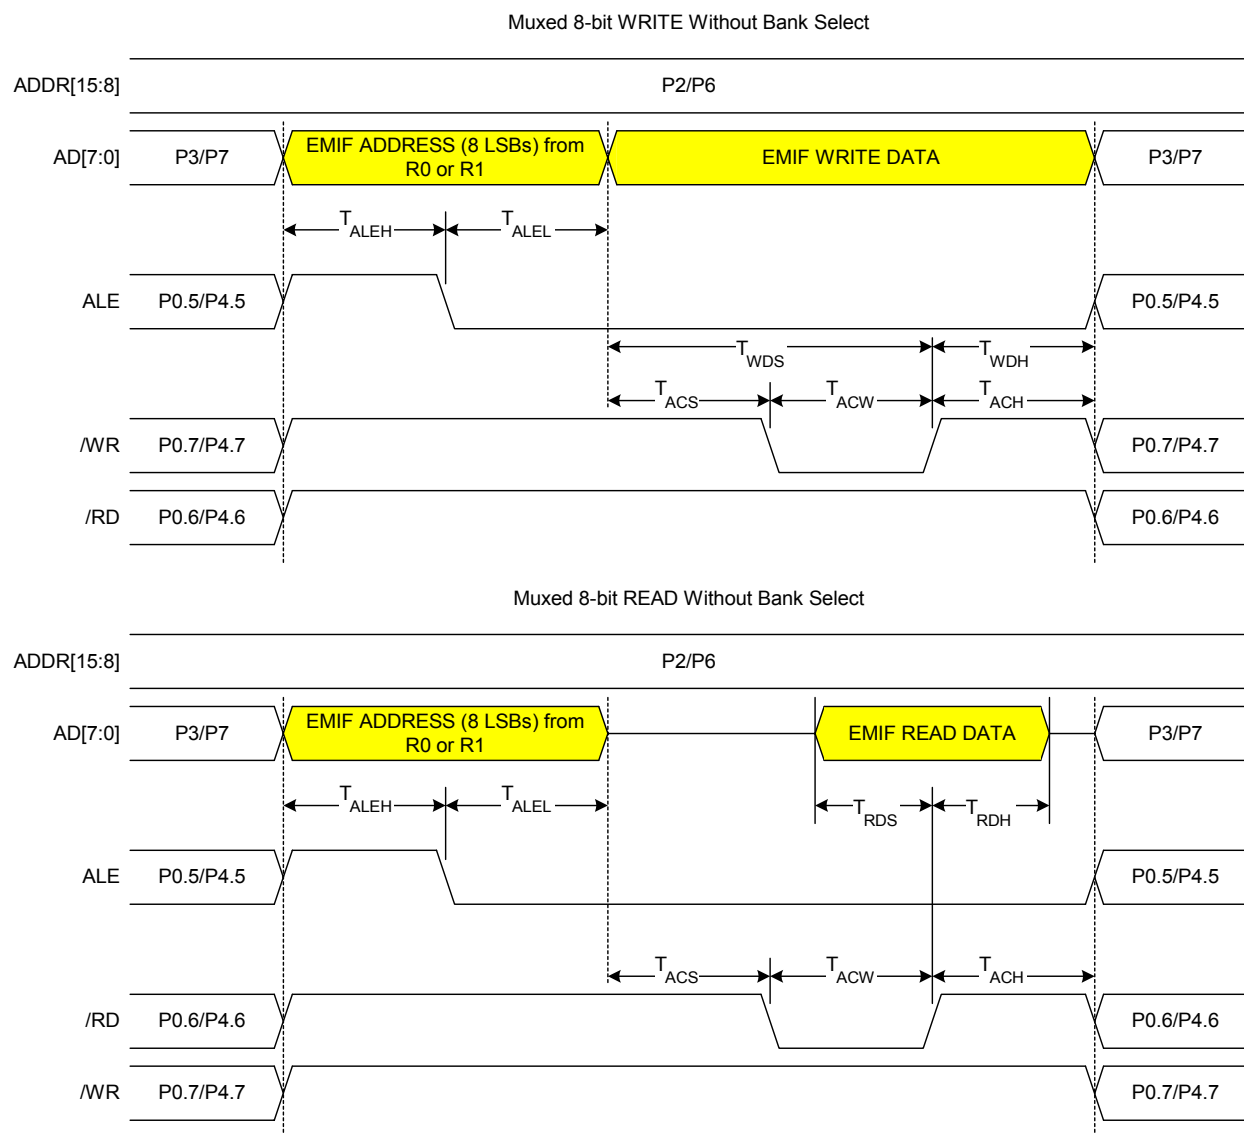 Muxed 8-bit WRITE Without Bank Select
ADDR[15:8] P2/P6
AD[7:0] P3/P7 EMIF ADDRESS (8 LSBs) from R0 or R1 EMIF WRITE DATA P3/P7
TALEH TALEL
ALE P0.5/P4.5 P0.5/P4.5
TWDS TWDH
TACS TACW TACH
/WR P0.7/P4.7 P0.7/P4.7
/RD P0.6/P4.6 P0.6/P4.6
Muxed 8-bit READ Without Bank Select
ADDR[15:8] P2/P6
AD[7:0] P3/P7 EMIF ADDRESS (8 LSBs) from R0 or R1 EMIF READ DATA P3/P7
TALEH TALEL TRDS TRDH
ALE P0.5/P4.5 P0.5/P4.5
TACS TACW TACH
/RD P0.6/P4.6 P0.6/P4.6
/WR P0.7/P4.7 P0.7/P4.7